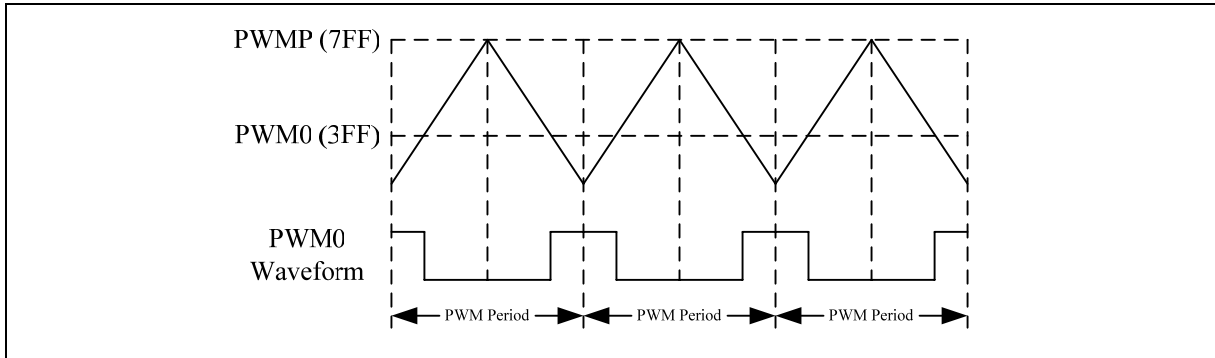 PWMP (7FF)
PWM0 (3FF)
PWM0
Waveform
PWM Period
PWM Period
PWM Period